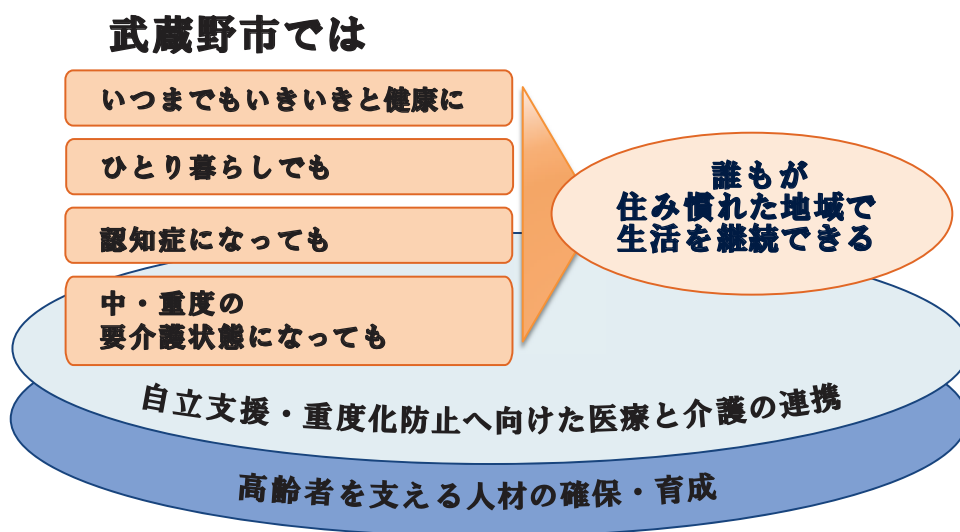 武蔵野市では
いつまでもいきいきと健康に
ひとり暮らしでも
認知症になっても
中・重度の
要介護状態になっても
誰もが
住み慣れた地域で
生活を継続できる
自立支援・重度化防止へ向けた医療と介護の連携
高齢者を支える人材の確保・育成